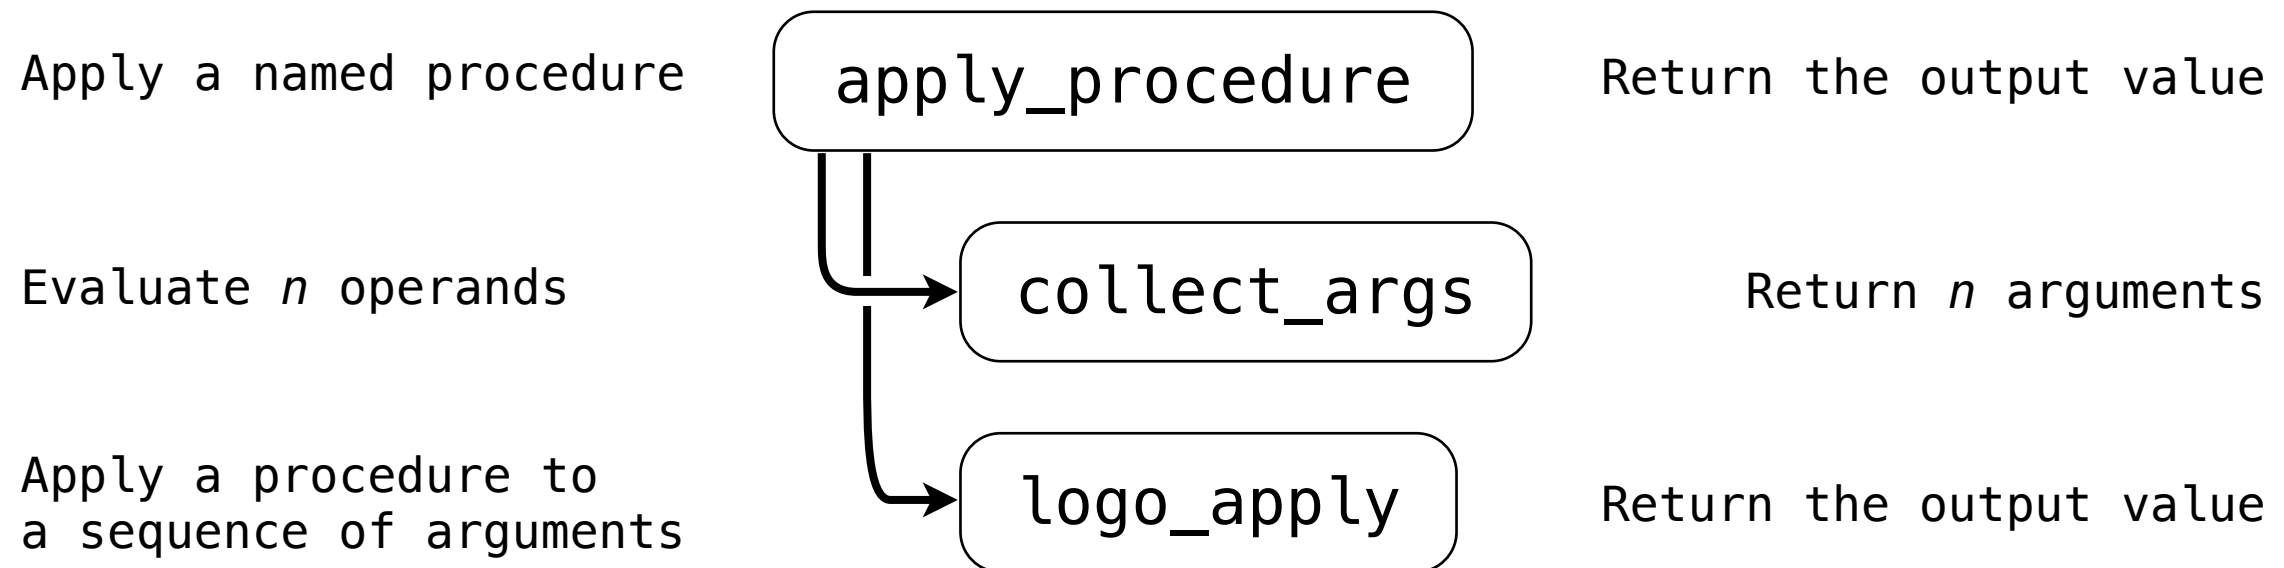 Apply a named procedure
apply_procedure
Return the output value
Evaluate n operands
collect_args
Return n arguments
Apply a procedure to
a sequence of arguments
logo_apply
Return the output value